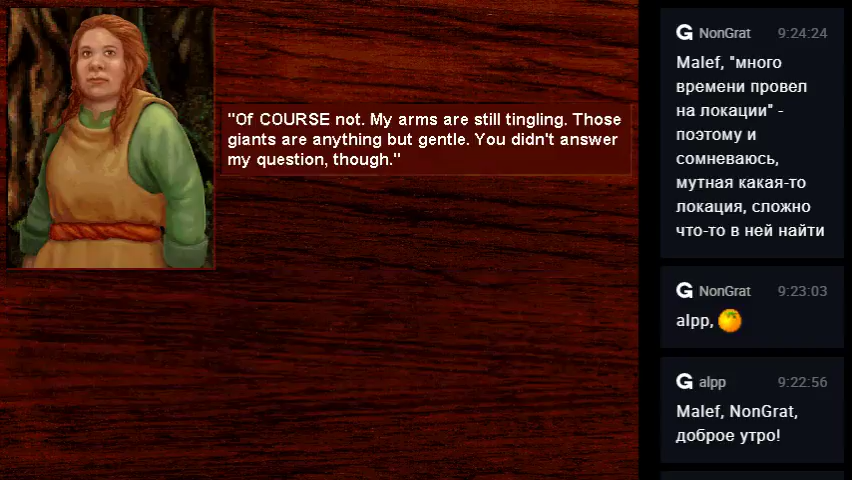 "Of COURSE not. My arms are still tingling. Those
giants are anything but gentle. You didn't answer
my question, though."
G NonGrat 9:24:24
Malef, "много
времени провел
на локации" -
поэтому и
сомневаюсь,
мутная какая-то
локация, сложно
что-то в ней найти
G NonGrat 9:23:03
alpp,
G alpp 9:22:56
Malef, NonGrat,
доброе утро!